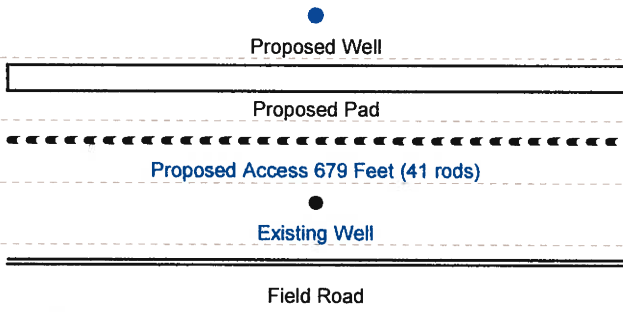 Proposed Well
Proposed Pad
Proposed Access 679 Feet (41 rods)
Existing Well
Field Road